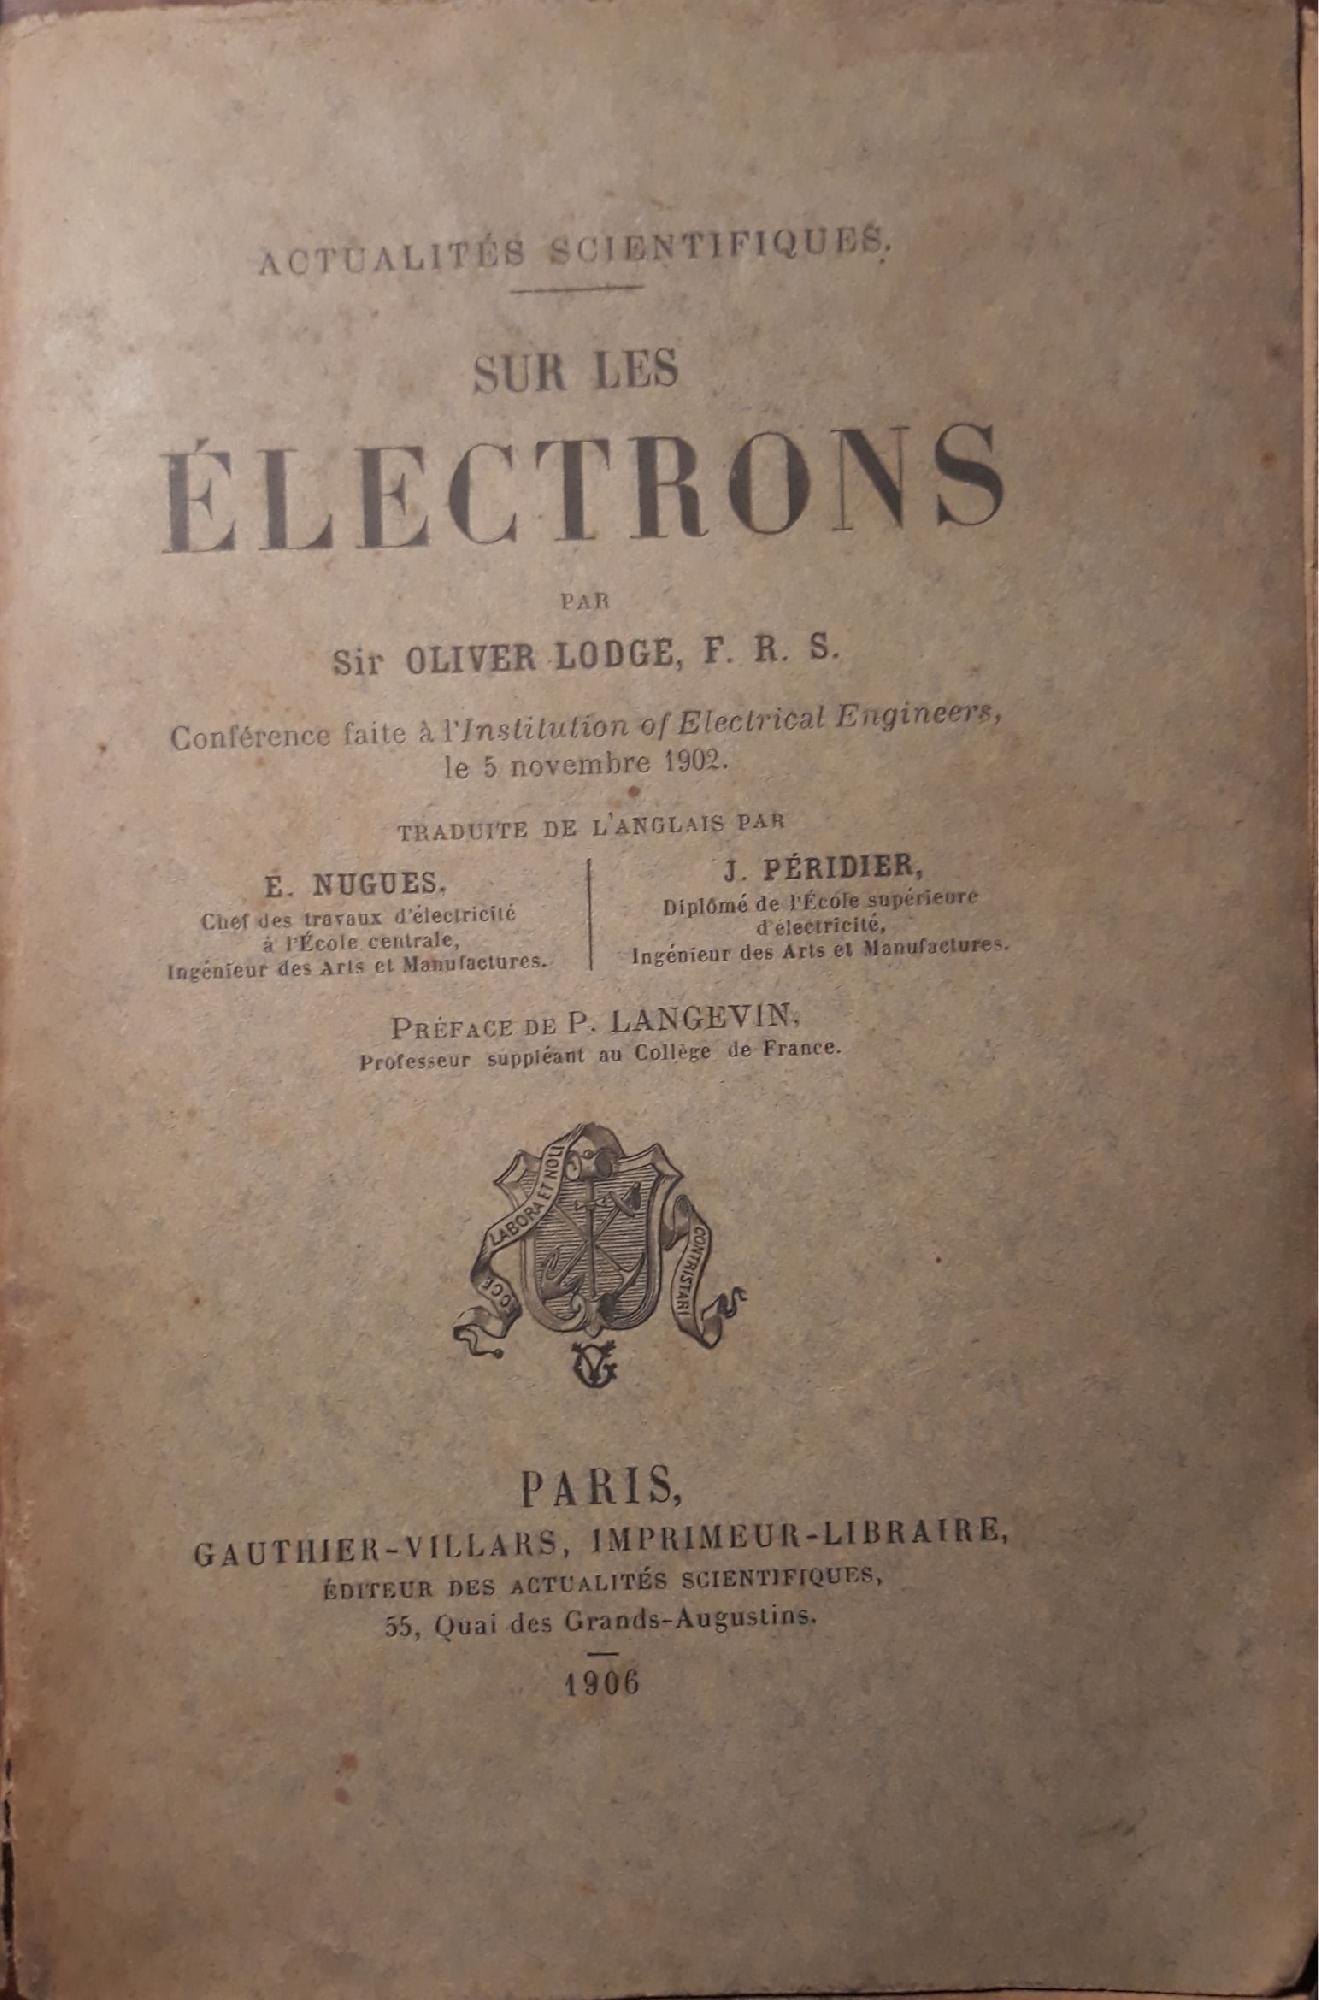 ACTUALITÉS SCIENTIFIQUES.
SUR LES
ÉLECTRONS
PAR
Sir OLIVER LODGE, F. R. S.
Conférence faite à l'Institution of Electrical Engineers,
le 5 novembre 1902.
TRADUITE DE L'ANGLAIS PAR
É. NUGUES,
Chef des travaux d'électricité
à l'École centrale,
Ingénieur des Arts et Manufactures.
J. PÉRIDIER,
Diplômé de l'École supérieure
d'électricité,
Ingénieur des Arts et Manufactures.
PRÉFACE DE P. LANGEVIN,
Professeur suppléant au Collège de France.
LABORA ET NOLI
CONTRISTARI
PARIS,
GAUTHIER-VILLARS, IMPRIMEUR-LIBRAIRE,
ÉDITEUR DES ACTUALITÉS SCIENTIFIQUES,
55, Quai des Grands-Augustins.
1906